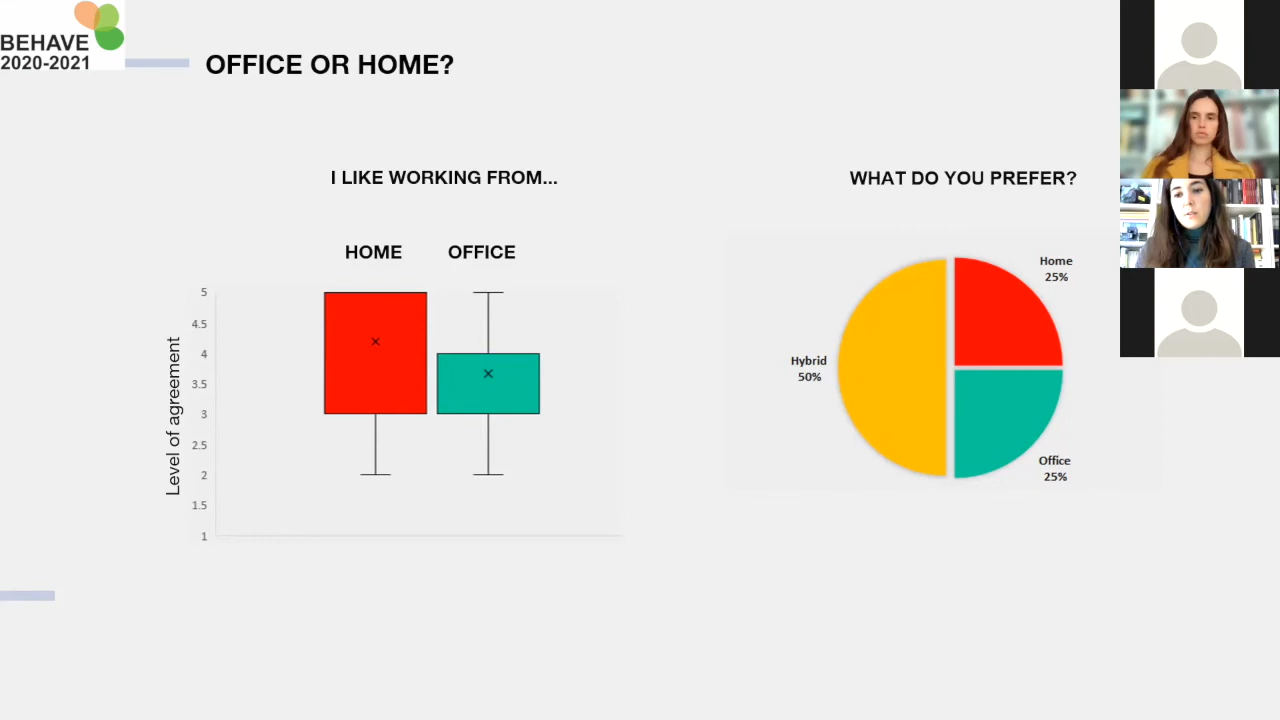 BEHAVE
2020-2021
OFFICE OR HOME?
I LIKE WORKING FROM...
HOME OFFICE
Level of agreement
5
4.5
4
3.5
3
2.5
2
1.5
1
WHAT DO YOU PREFER?
Home
25%
Hybrid
50%
Office
25%